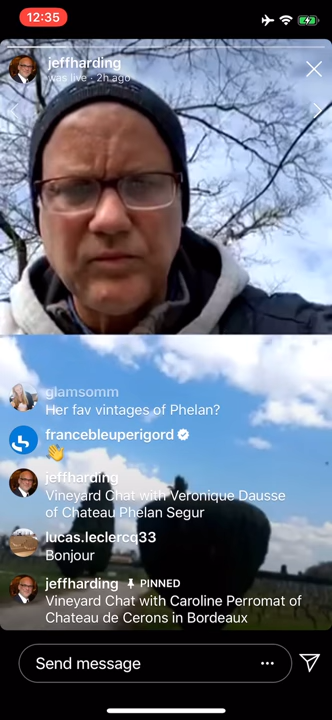 12:35
jeffharding
was live · 2h ago
glamsomm
Her fav vintages of Phelan?
francebleuperigord
👋
jeffharding
Vineyard Chat with Veronique Dausse
of Chateau Phelan Segur
lucas.leclercq33
Bonjour
jeffharding PINNED
Vineyard Chat with Caroline Perromat of
Chateau de Cerons in Bordeaux
Send message